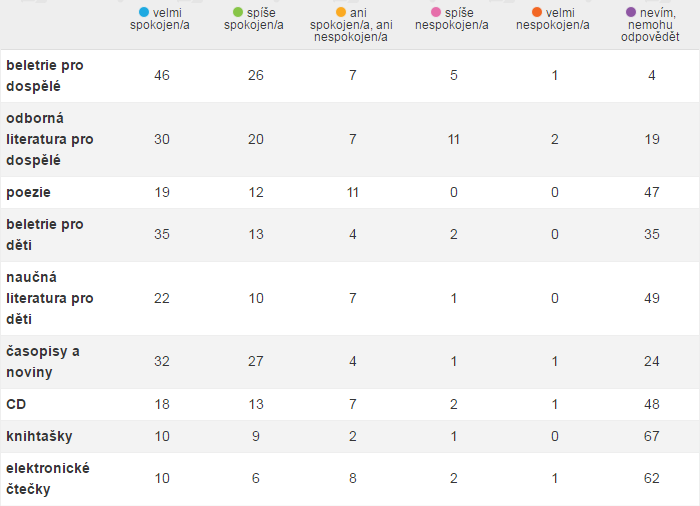 velmi spokojen/a spíše spokojen/a ani spokojen/a, ani nespokojen/a spíše nespokojen/a velmi nespokojen/a nevím, nemohu odpovědět
beletrie pro dospělé 46 26 7 5 1 4
odborná literatura pro dospělé 30 20 7 11 2 19
poezie 19 12 11 0 0 47
beletrie pro děti 35 13 4 2 0 35
naučná literatura pro děti 22 10 7 1 0 49
časopisy a noviny 32 27 4 1 1 24
CD 18 13 7 2 1 48
knihtašky 10 9 2 1 0 67
elektronické čtečky 10 6 8 2 1 62